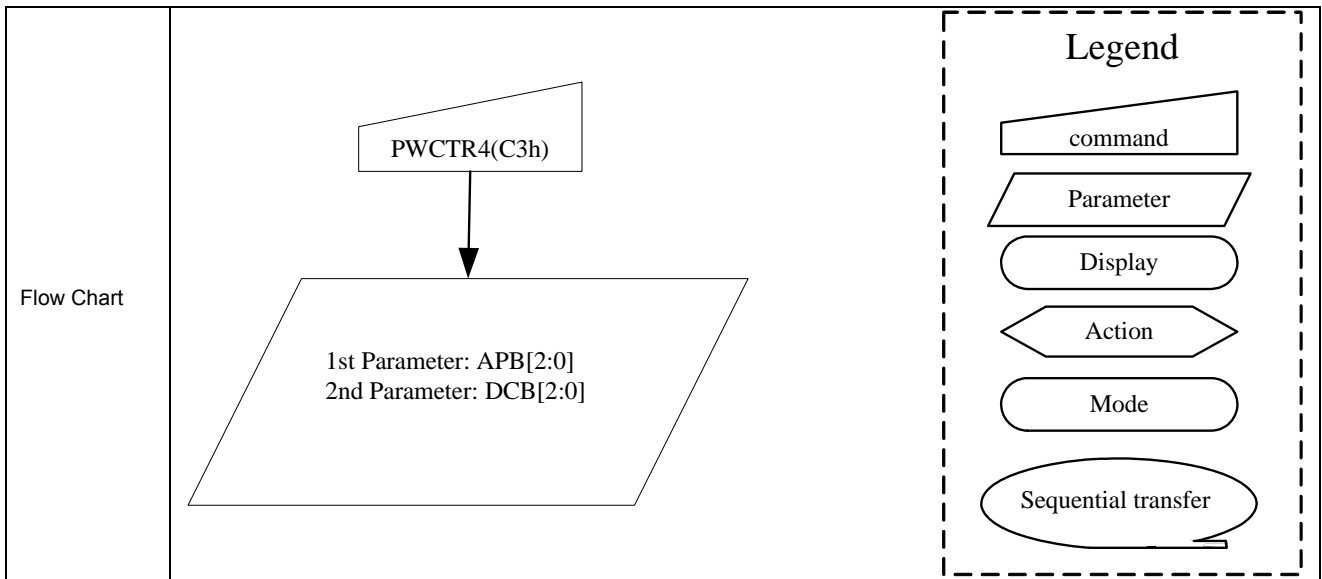 Flow Chart
PWCTR4(C3h)
1st Parameter: APB[2:0]
2nd Parameter: DCB[2:0]
Legend
command
Parameter
Display
Action
Mode
Sequential transfer